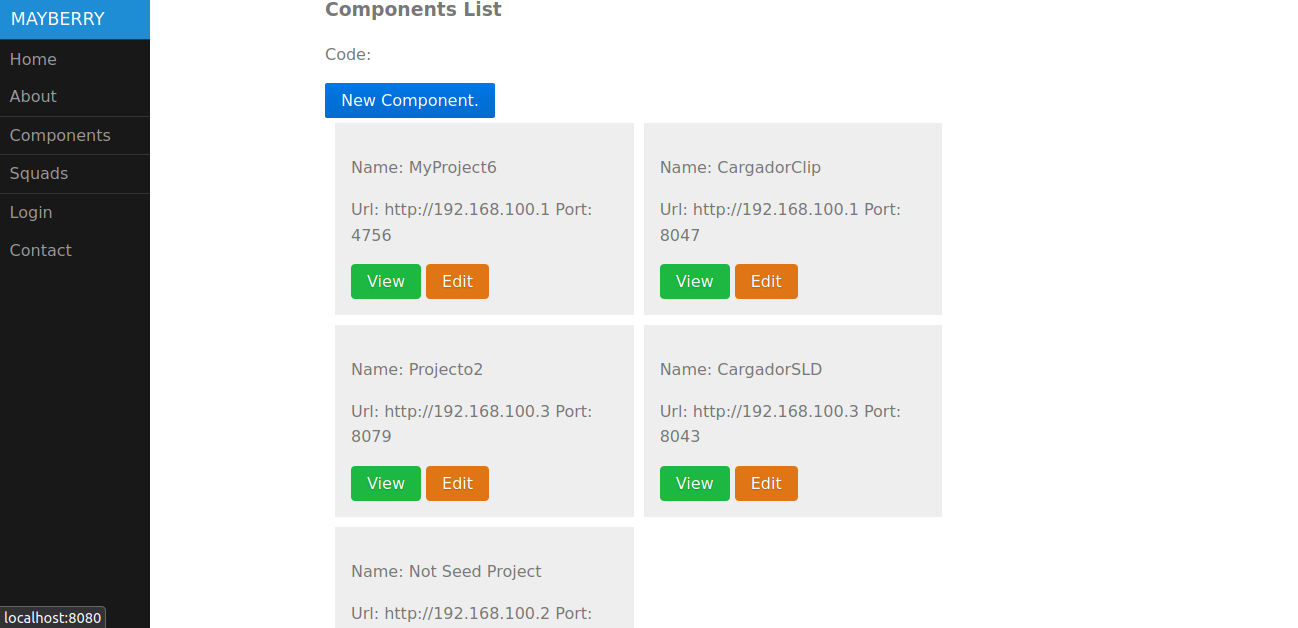 MAYBERRY
Home
About
Components
Squads
Login
Contact
Components List
Code:
New Component.
Name: MyProject6
Url: http://192.168.100.1 Port:
4756
View Edit
Name: CargadorClip
Url: http://192.168.100.1 Port:
8047
View Edit
Name: Projecto2
Url: http://192.168.100.3 Port:
8079
View Edit
Name: CargadorSLD
Url: http://192.168.100.3 Port:
8043
View Edit
Name: Not Seed Project
Url: http://192.168.100.2 Port:
localhost:8080